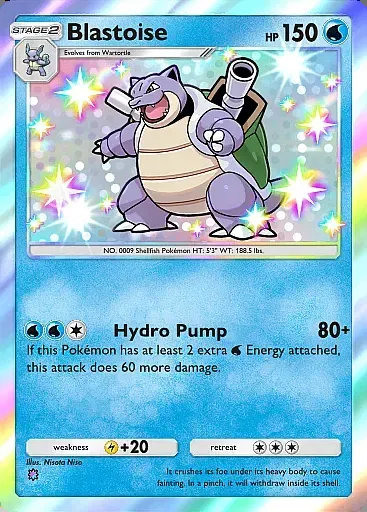 STAGE 2 Blastoise HP 150
Evolves from Wartortle
NO. 0009 Shellfish Pokémon HT: 5'3" WT: 188.5 lbs.
Hydro Pump 80+
If this Pokémon has at least 2 extra Energy attached,
this attack does 60 more damage.
weakness +20 retreat
Illus. Nisota Niso
It crushes its foe under its heavy body to cause
fainting. In a pinch, it will withdraw inside its shell.